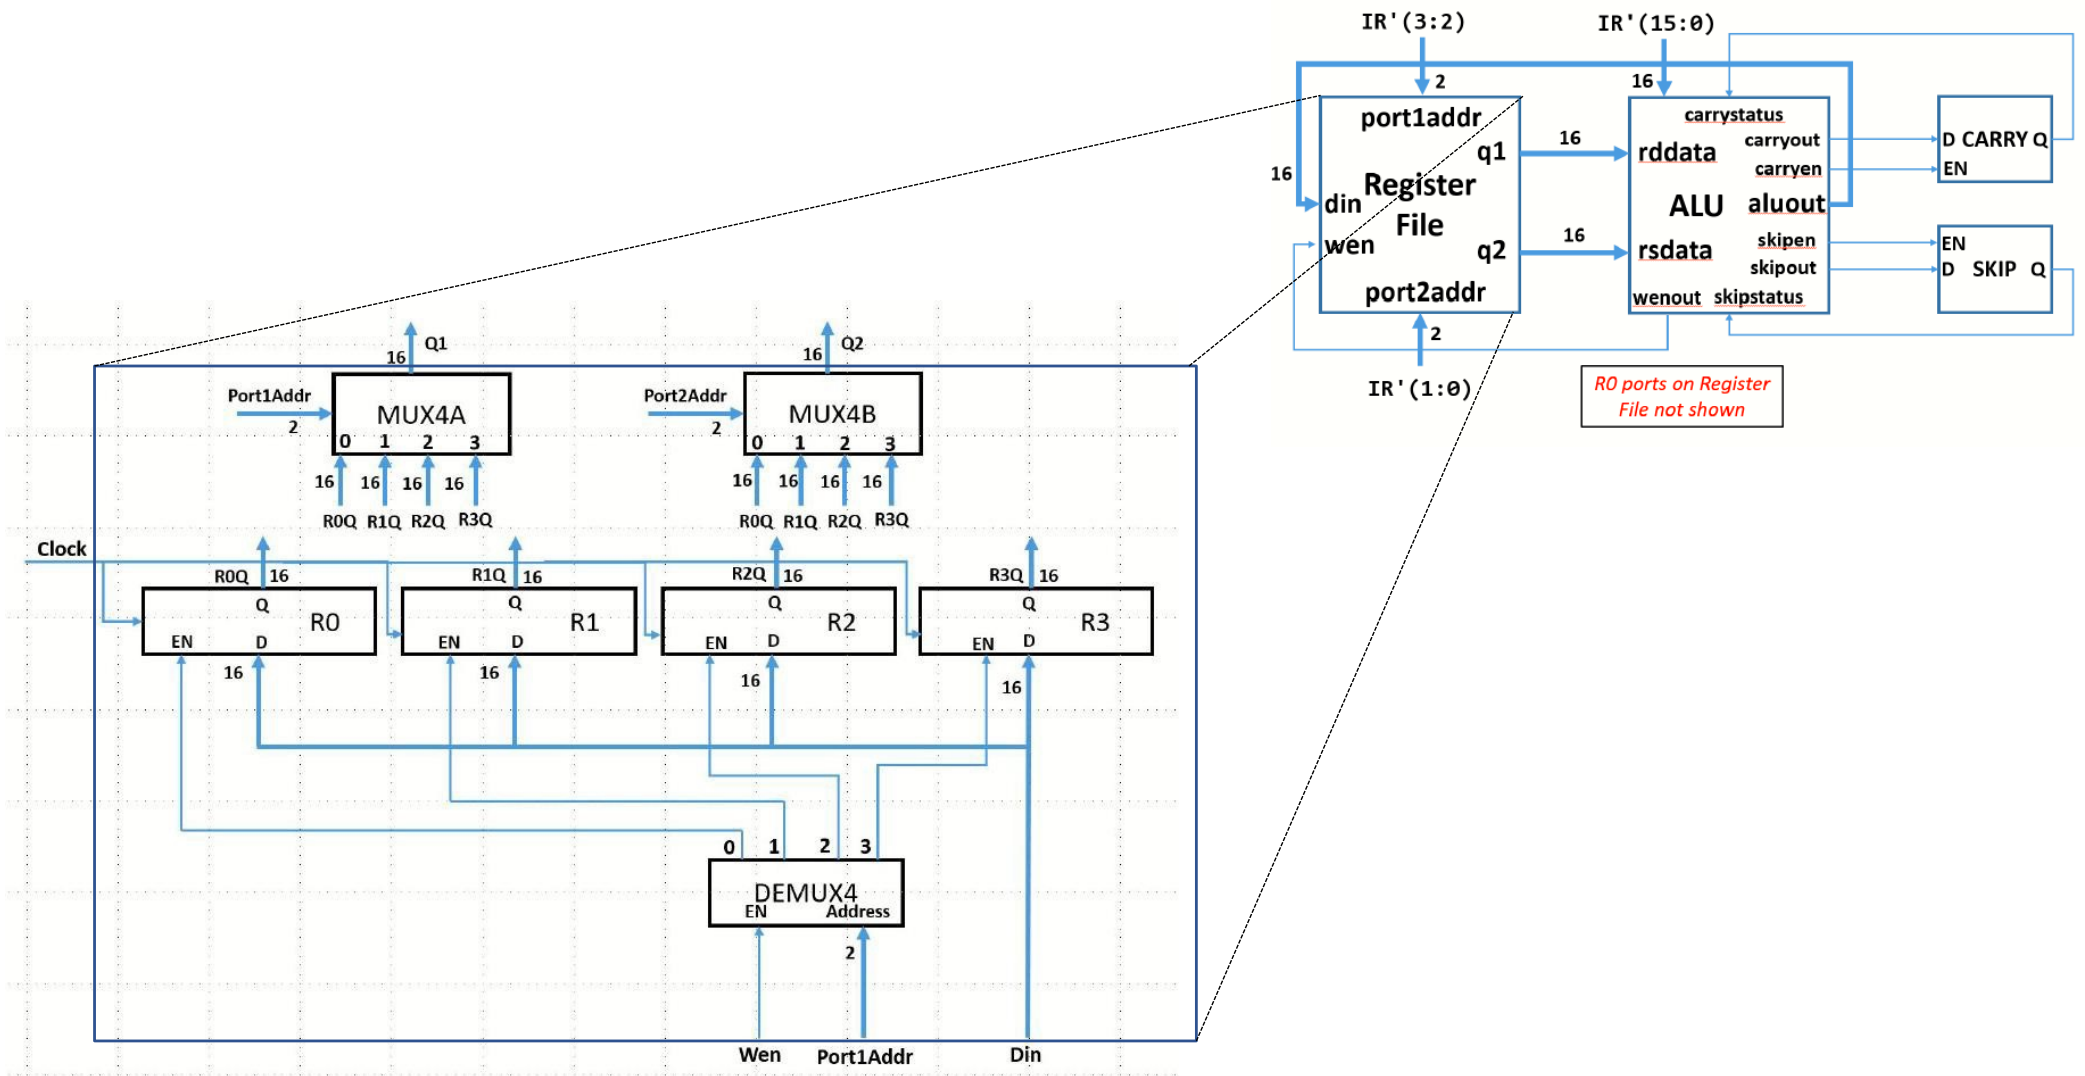 IR'(3:2)
IR'(15:0)
2
16
port1addr
carrystatus
q1
16
rddata
carryout
D CARRY Q
carryen
EN
16
Register
File
din
ALU
aluout
wen
q2
16
rsdata
skipen
EN
skipout
D SKIP Q
port2addr
wenout
skipstatus
2
IR'(1:0)
R0 ports on Register
File not shown
16
Q1
16
Q2
Port1Addr
2
MUX4A
0 1 2 3
Port2Addr
2
MUX4B
0 1 2 3
16 16 16 16
16 16 16 16
R0Q R1Q R2Q R3Q
R0Q R1Q R2Q R3Q
Clock
R0Q 16
R1Q 16
R2Q 16
R3Q 16
Q
R0
EN D
Q
R1
EN D
Q
R2
EN D
Q
R3
EN D
16
16
16
16
0 1 2 3
DEMUX4
EN Address
2
Wen
Port1Addr
Din